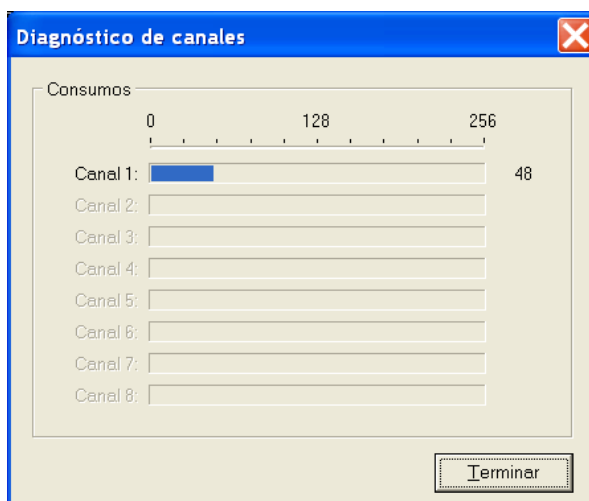 Diagnóstico de canales
Consumos
0 128 256
Canal 1: 48
Canal 2:
Canal 3:
Canal 4:
Canal 5:
Canal 6:
Canal 7:
Canal 8:
Terminar